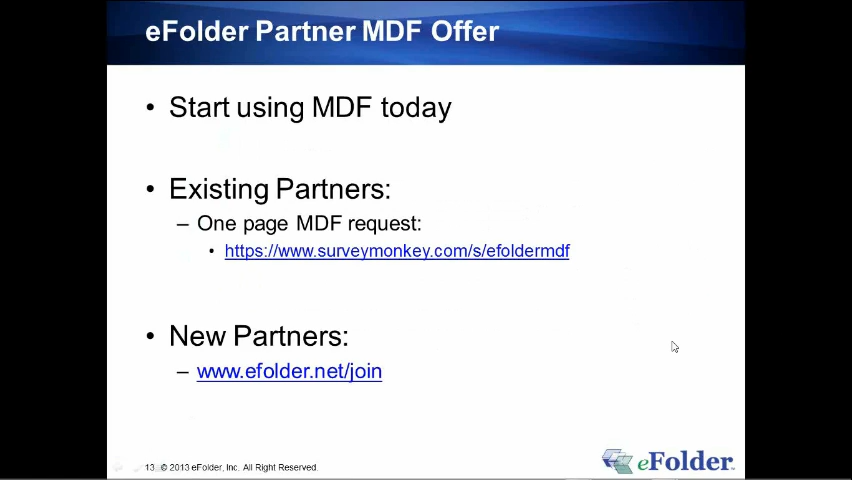 eFolder Partner MDF Offer
• Start using MDF today
• Existing Partners:
– One page MDF request:
• https://www.surveymonkey.com/s/efoldermdf
• New Partners:
– www.efolder.net/join
13 © 2013 eFolder, Inc. All Right Reserved.
eFolder